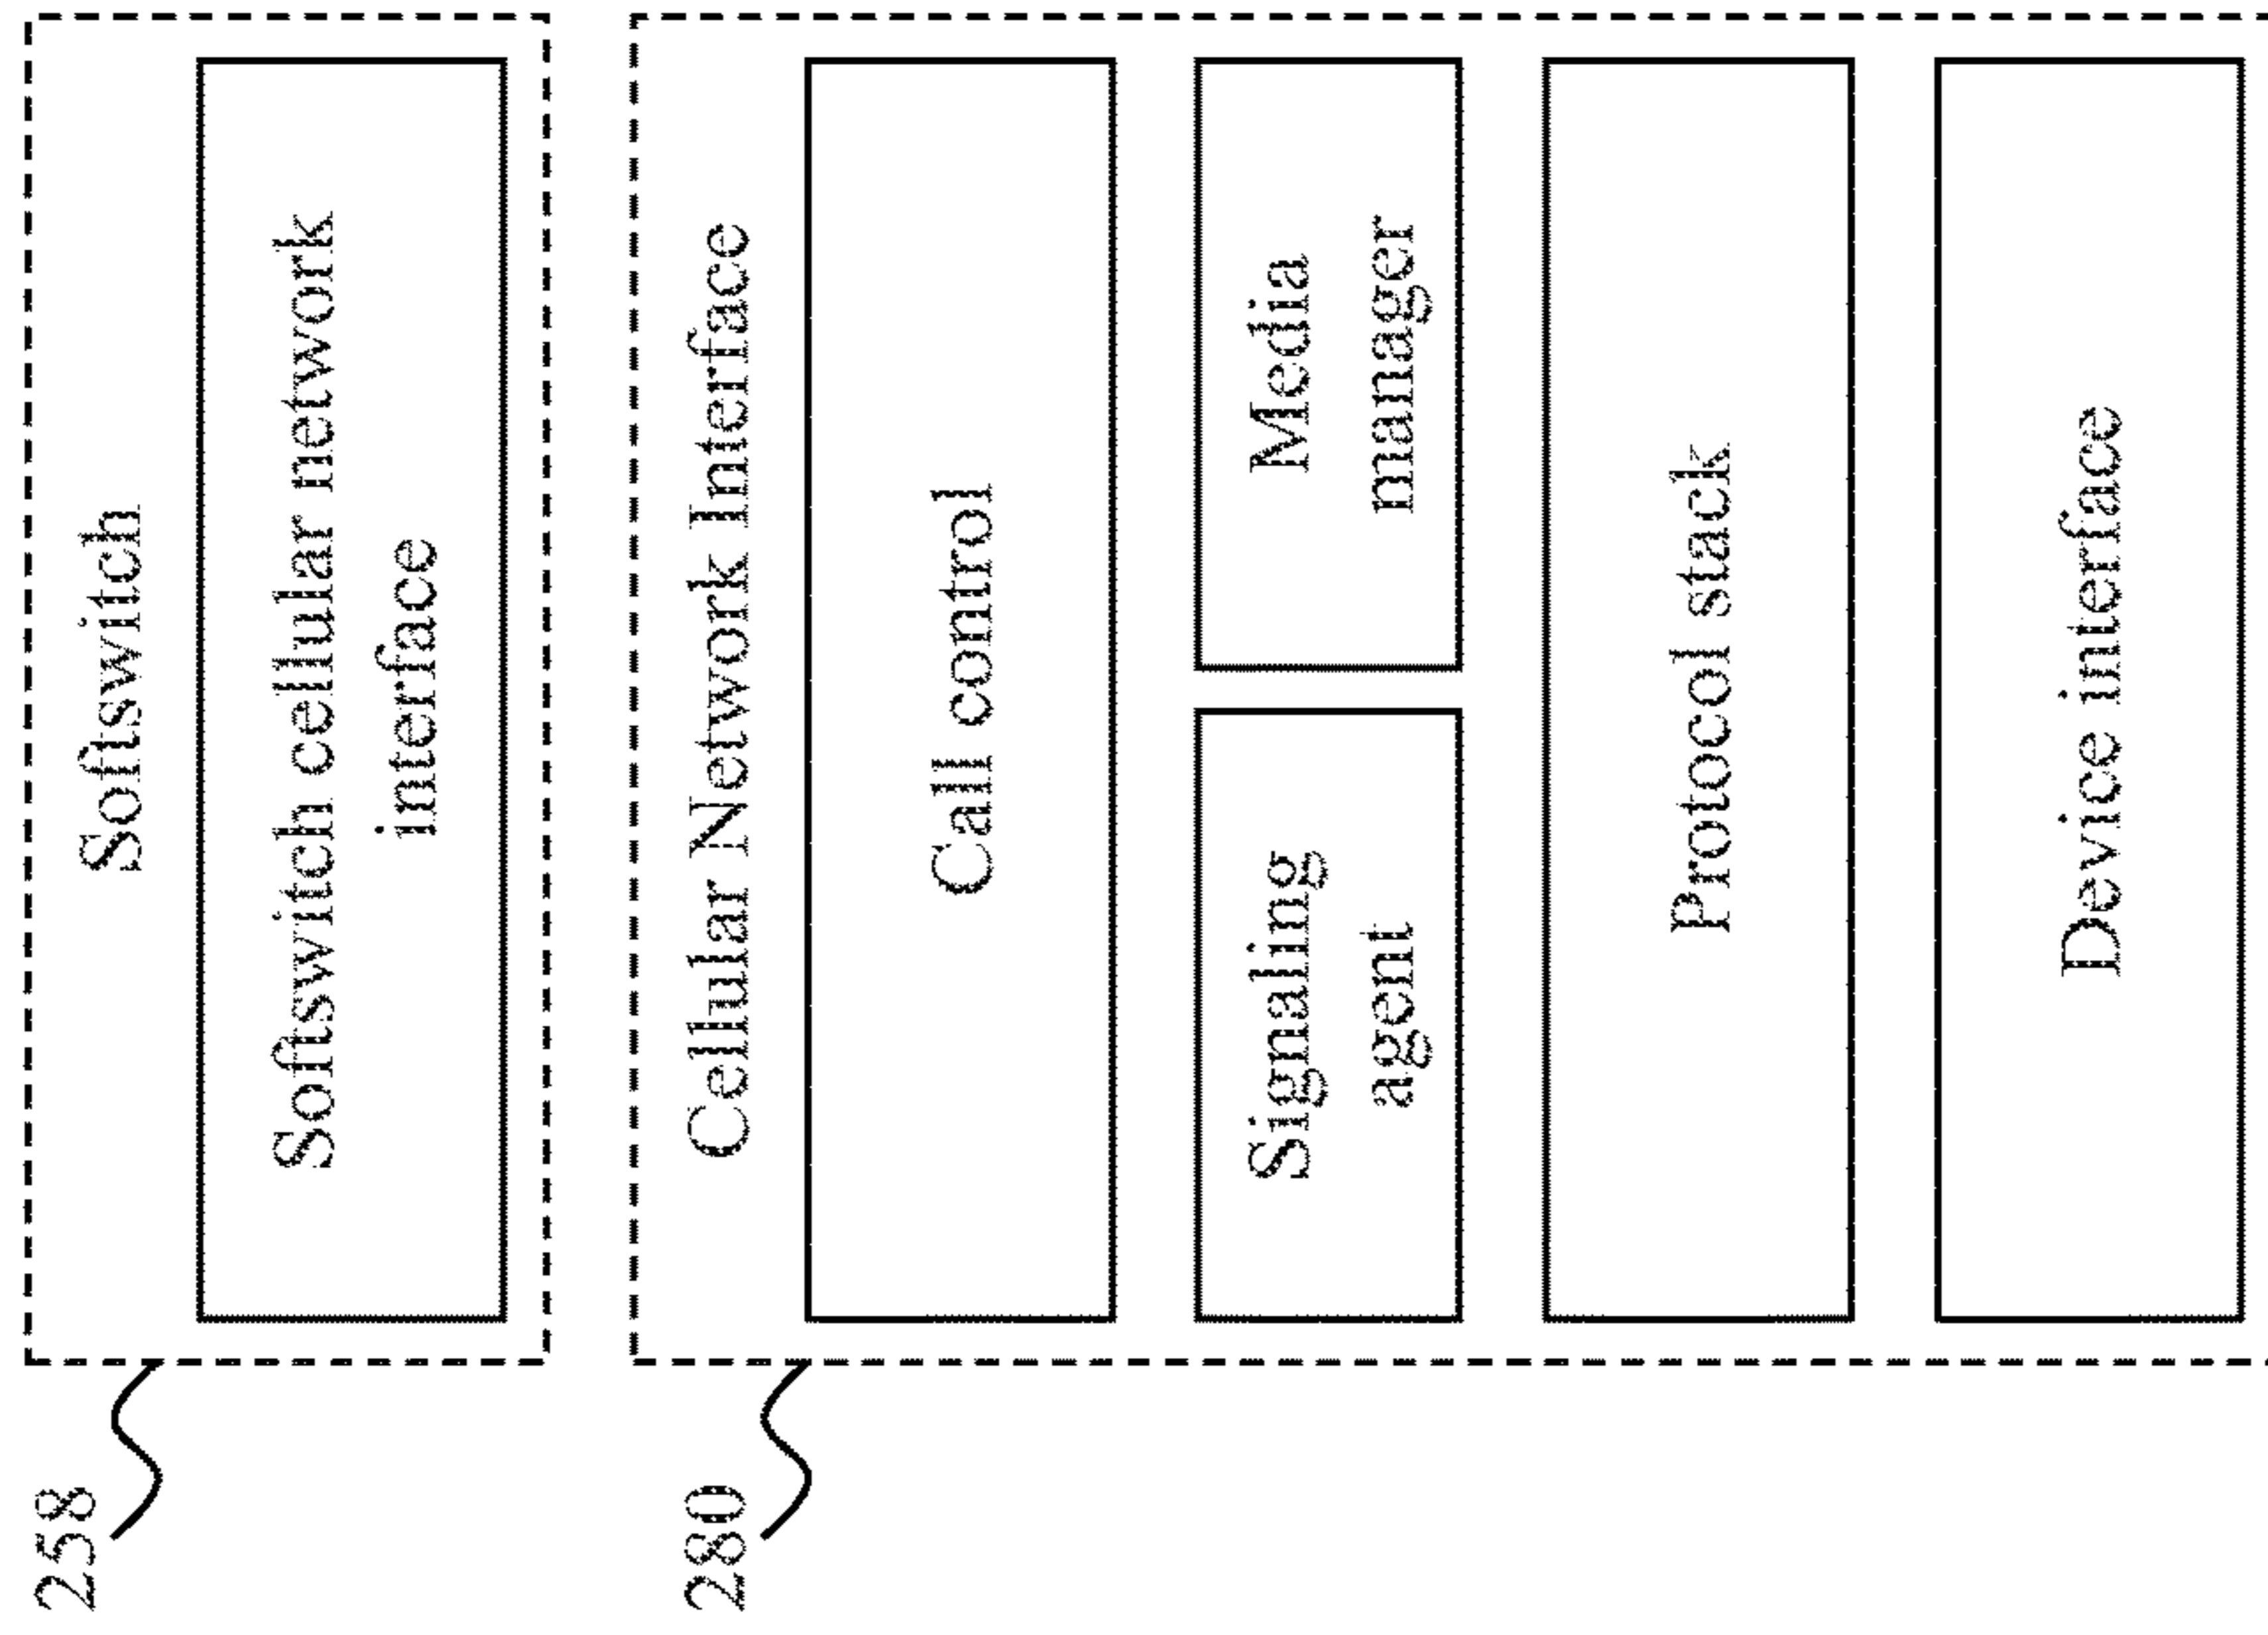 258
Softswitch
Softswitch cellular network
interface
280
Cellular Network Interface
Call control
Signaling
agent
Media
manager
Protocol stack
Device interface